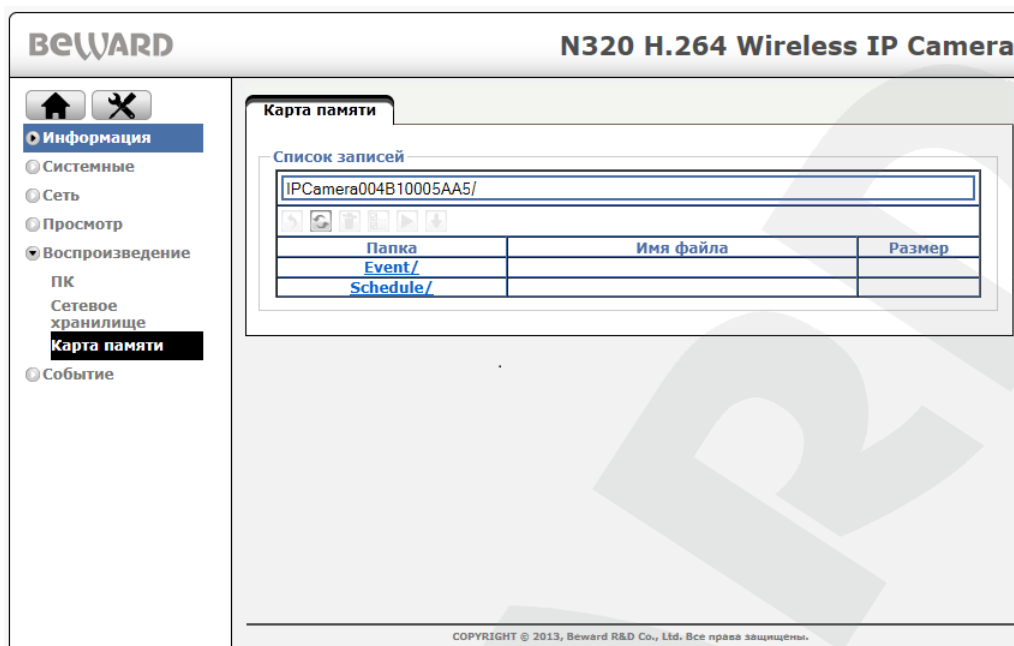 BEWARD
N320 H.264 Wireless IP Camera
Информация
Системные
Сеть
Просмотр
Воспроизведение
ПК
Сетевое
хранилище
Карта памяти
Событие
Карта памяти
Список записей
IPCamera004B10005AA5/
Папка Имя файла Размер
Event/
Schedule/
COPYRIGHT © 2013, Beward R&D Co., Ltd. Все права защищены.